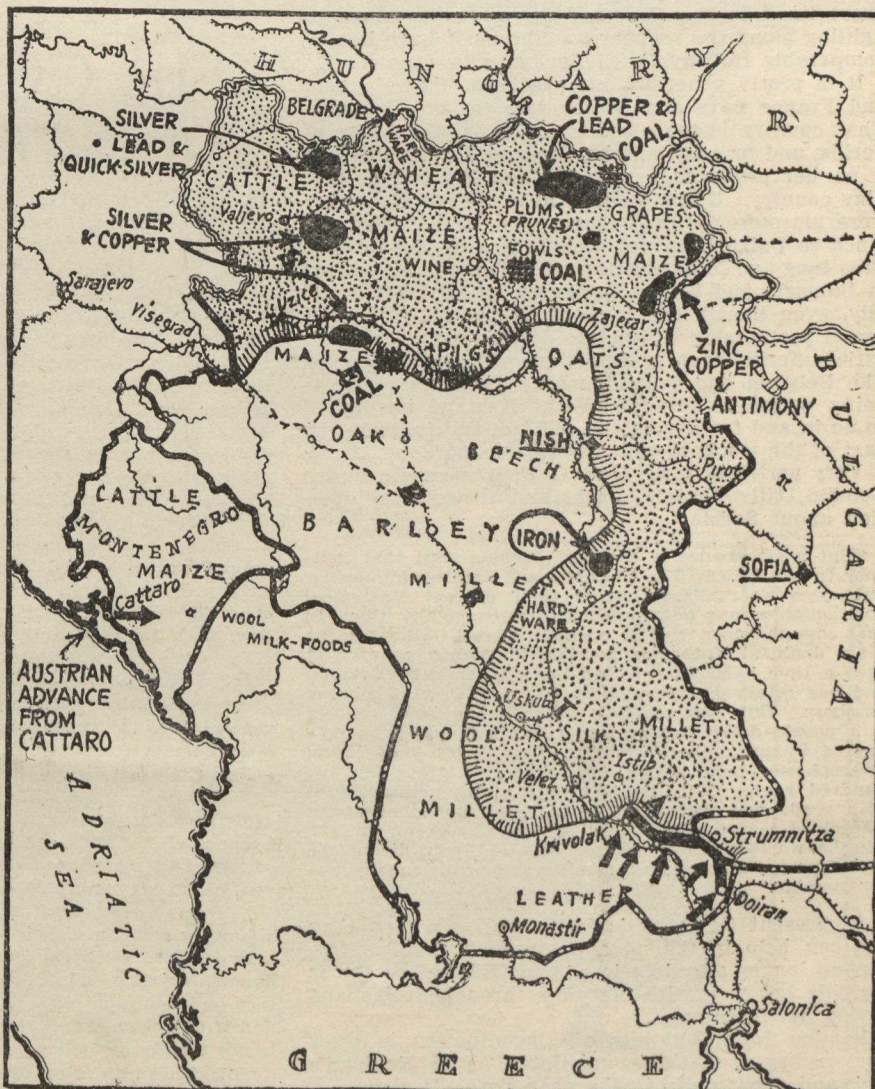 HUNGARY
R
BELGRADE
HARD
WARE
SILVER
LEAD &
QUICK-SILVER
COPPER &
LEAD
COAL
CATTLE
WHEAT
PLUMS
(PRUNES)
GRAPES
SILVER
& COPPER
Valjevo
MAIZE
WINE
FOWLS
COAL
MAIZE
Sarajevo
Visegrad
Uzice
Zajecar
MAIZE
PIGS
OATS
ZINC,
COPPER
&
ANTIMONY
COAL
OAK
NISH
BEECH
Pirot
BULGARIA
CATTLE
MONTENEGRO
MAIZE
BARLEY
IRON
MILLET
SOFIA
Cattaro
WOOL
MILK-FOODS
HARD-
WARE
AUSTRIAN
ADVANCE
FROM
CATTARO
Uskub
WOOL
SILK
MILLET
Istib
Velez
MILLET
ADRIATIC
SEA
Krivolak
Strumnitza
LEATHER
Doiran
Monastir
Salonica
GREECE